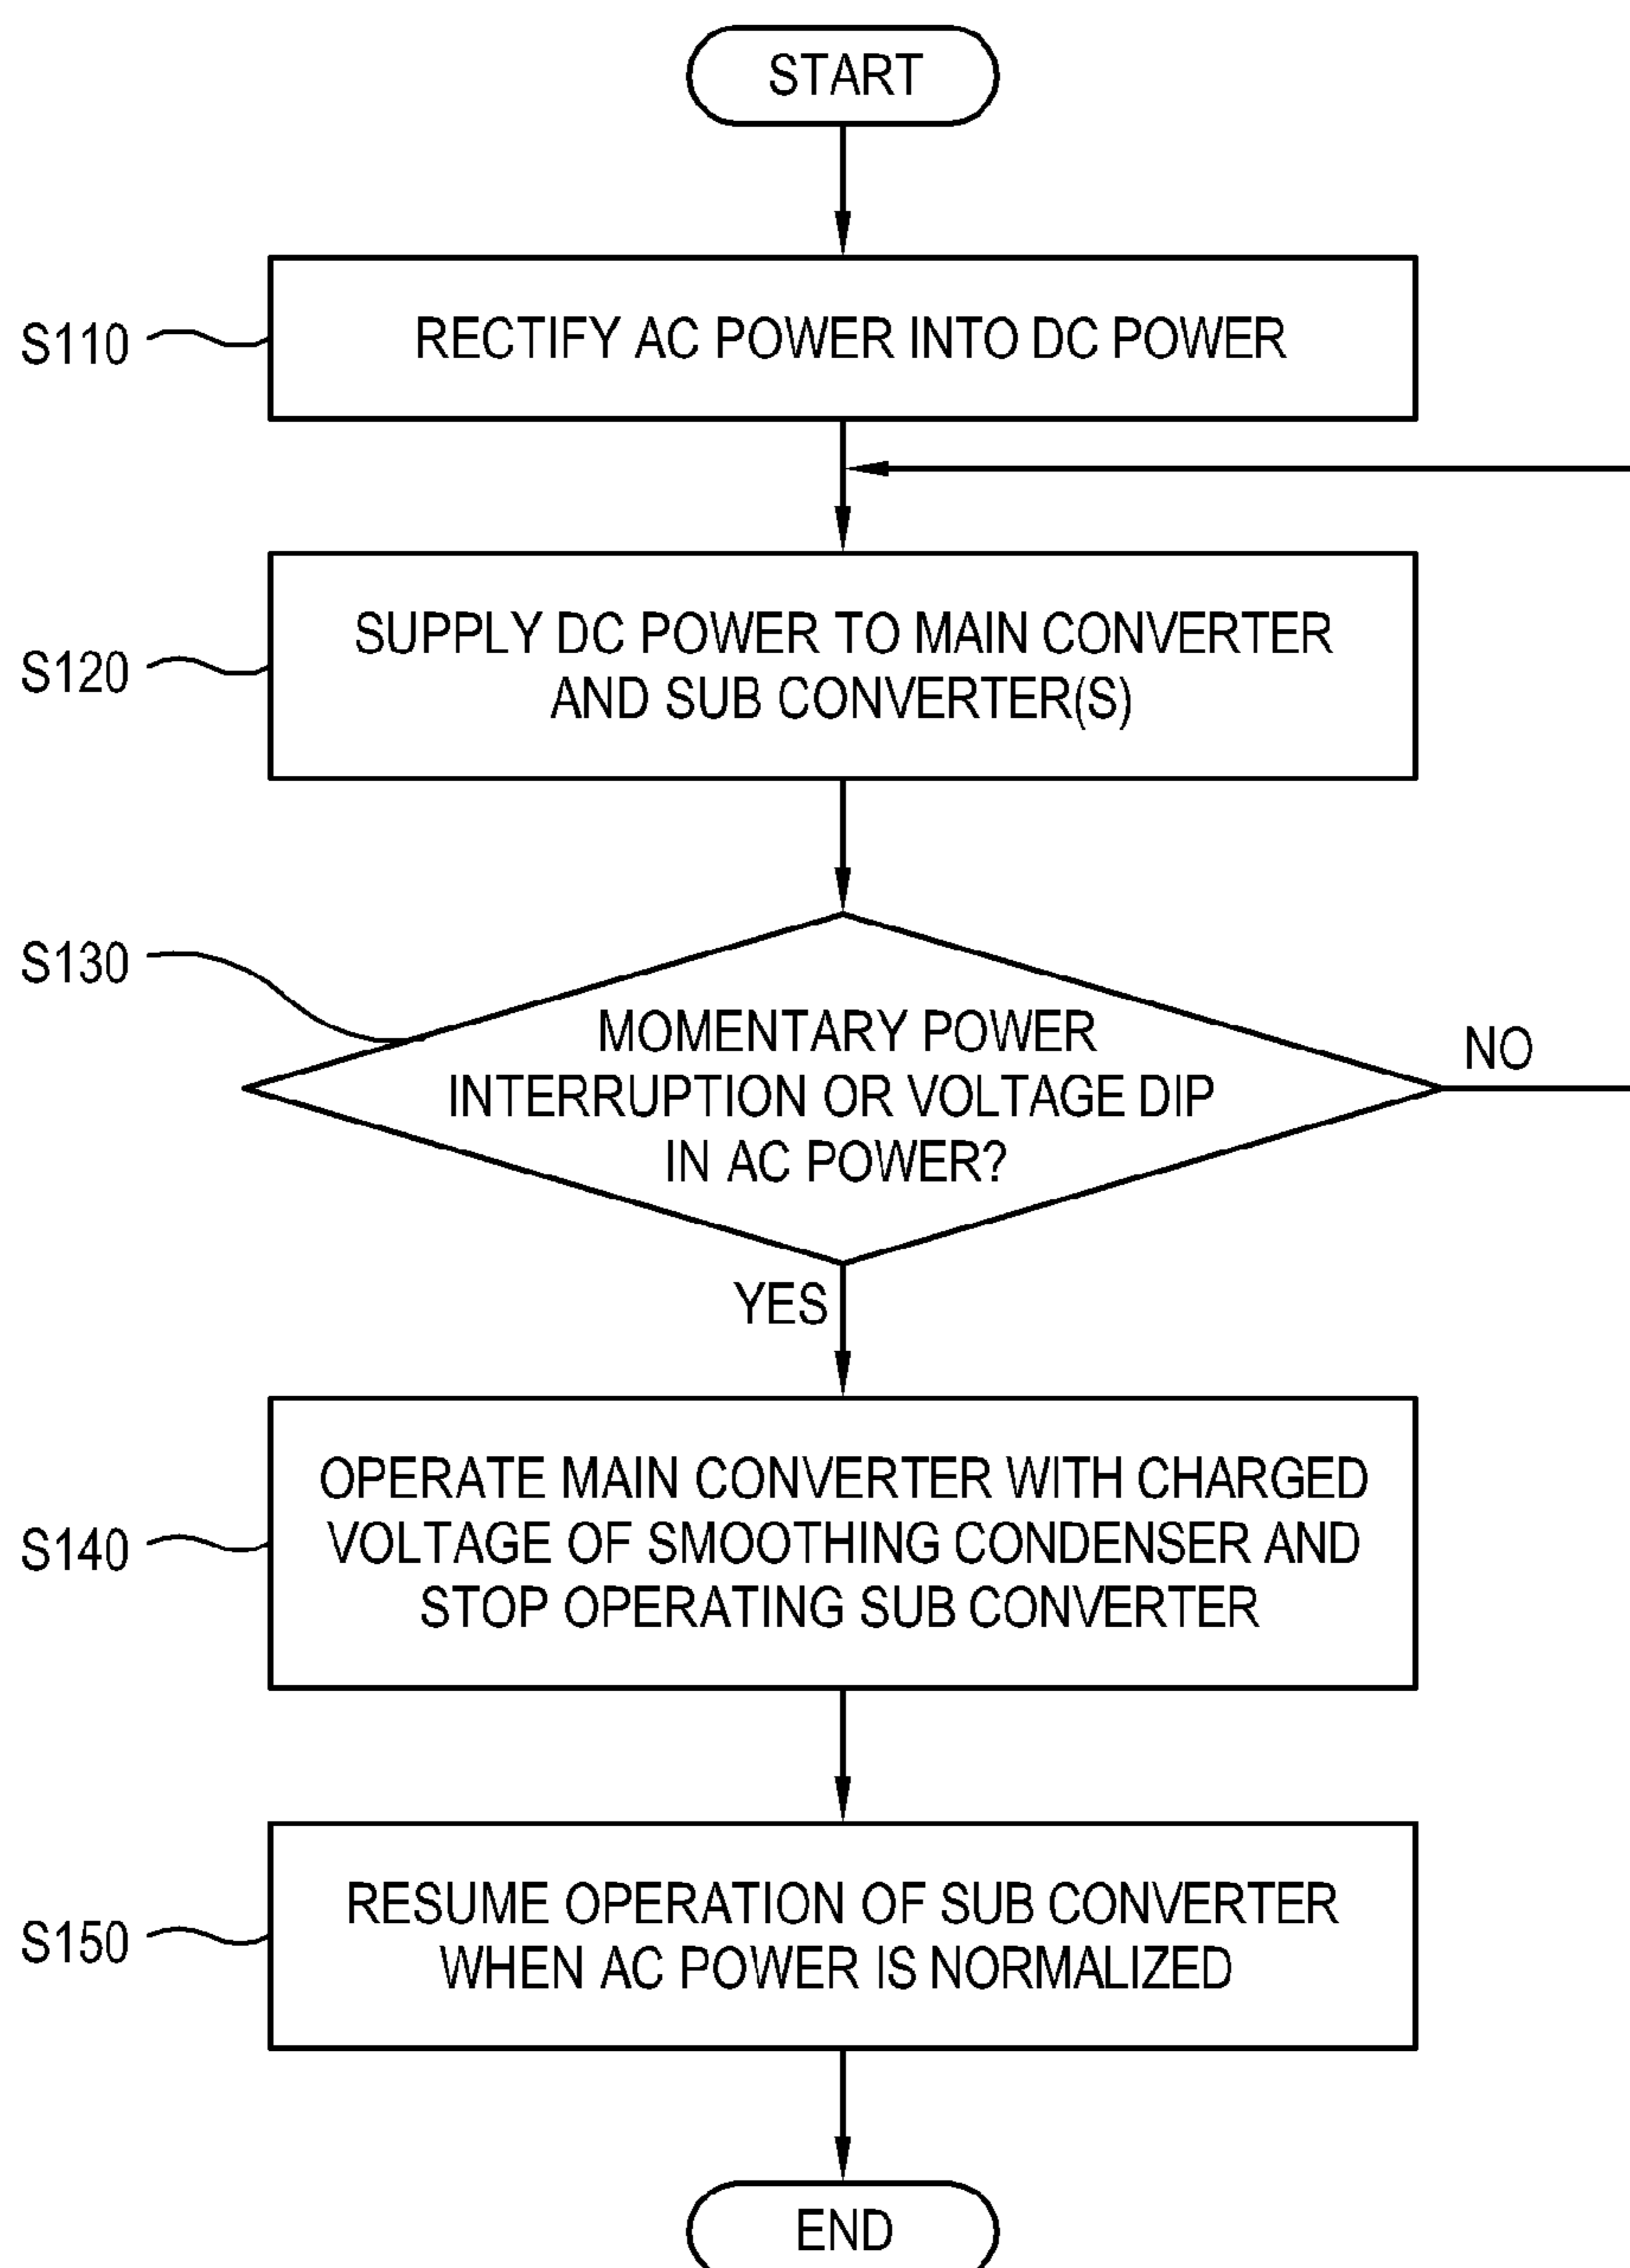 START
S110
RECTIFY AC POWER INTO DC POWER
S120
SUPPLY DC POWER TO MAIN CONVERTER
AND SUB CONVERTER(S)
S130
MOMENTARY POWER
INTERRUPTION OR VOLTAGE DIP
IN AC POWER?
NO
YES
S140
OPERATE MAIN CONVERTER WITH CHARGED
VOLTAGE OF SMOOTHING CONDENSER AND
STOP OPERATING SUB CONVERTER
S150
RESUME OPERATION OF SUB CONVERTER
WHEN AC POWER IS NORMALIZED
END